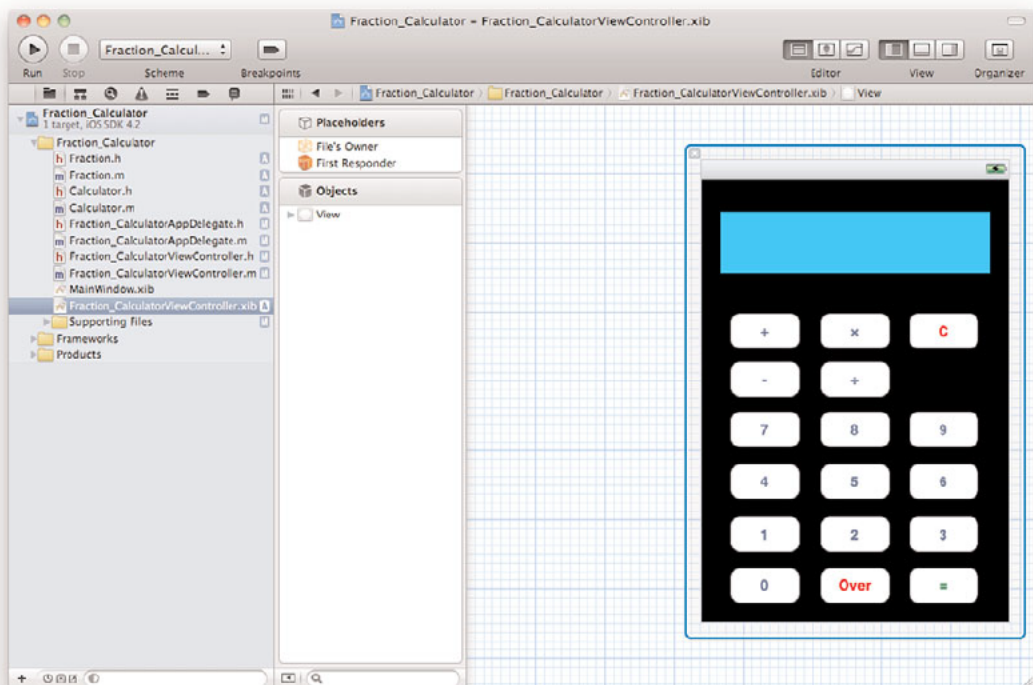 Fraction_Calculator – Fraction_CalculatorViewController.xib
Fraction_Calcul...
Run Stop Scheme Breakpoints Editor View Organizer
Fraction_Calculator Fraction_Calculator Fraction_CalculatorViewController.xib View
Fraction_Calculator
1 target, iOS SDK 4.2
Fraction_Calculator
h Fraction.h A
m Fraction.m A
h Calculator.h A
m Calculator.m A
h Fraction_CalculatorAppDelegate.h M
m Fraction_CalculatorAppDelegate.m M
h Fraction_CalculatorViewController.h M
m Fraction_CalculatorViewController.m M
MainWindow.xib
Fraction_CalculatorViewController.xib A
Supporting Files
Frameworks
Products
Placeholders
File's Owner
First Responder
Objects
View
+ × C
- ÷
7 8 9
4 5 6
1 2 3
0 Over =